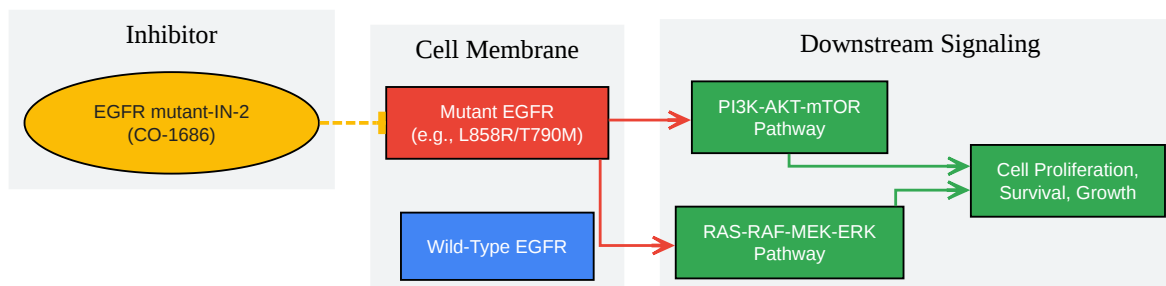 Inhibitor
EGFR mutant-IN-2
(CO-1686)
Cell Membrane
Mutant EGFR
(e.g., L858R/T790M)
Wild-Type EGFR
Downstream Signaling
PI3K-AKT-mTOR
Pathway
RAS-RAF-MEK-ERK
Pathway
Cell Proliferation,
Survival, Growth